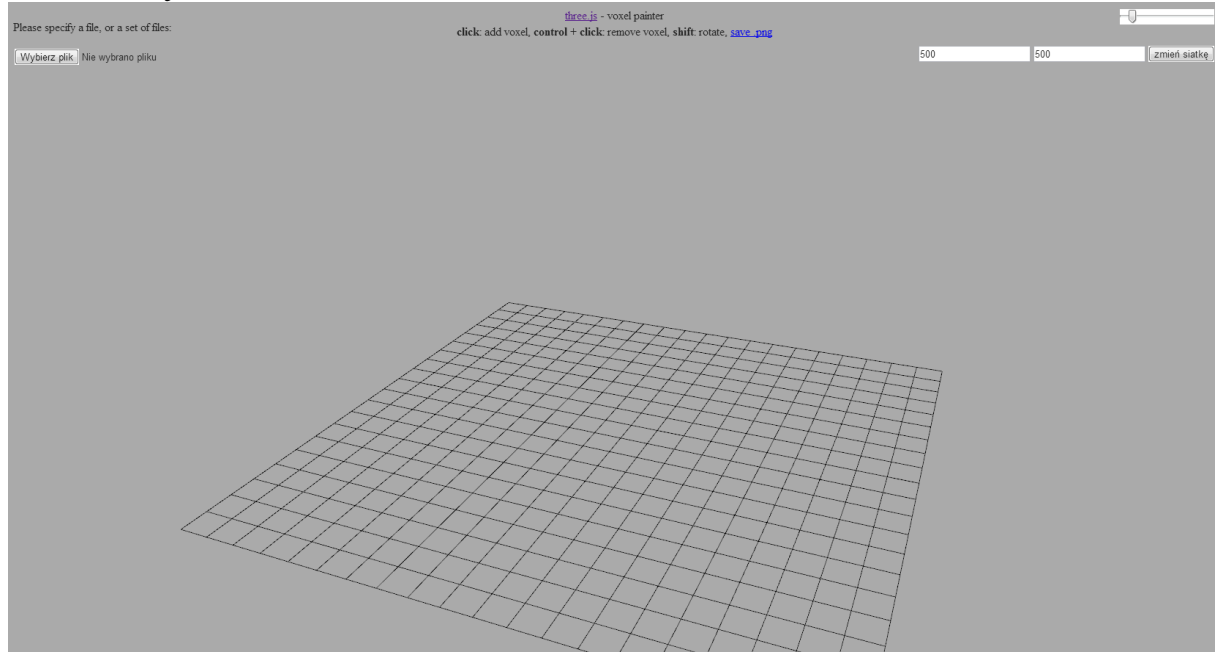 three.js - voxel painter
Please specify a file, or a set of files:
click: add voxel, control + click: remove voxel, shift: rotate, save .png
Wybierz plik Nie wybrano pliku
500 500 zmień siatkę